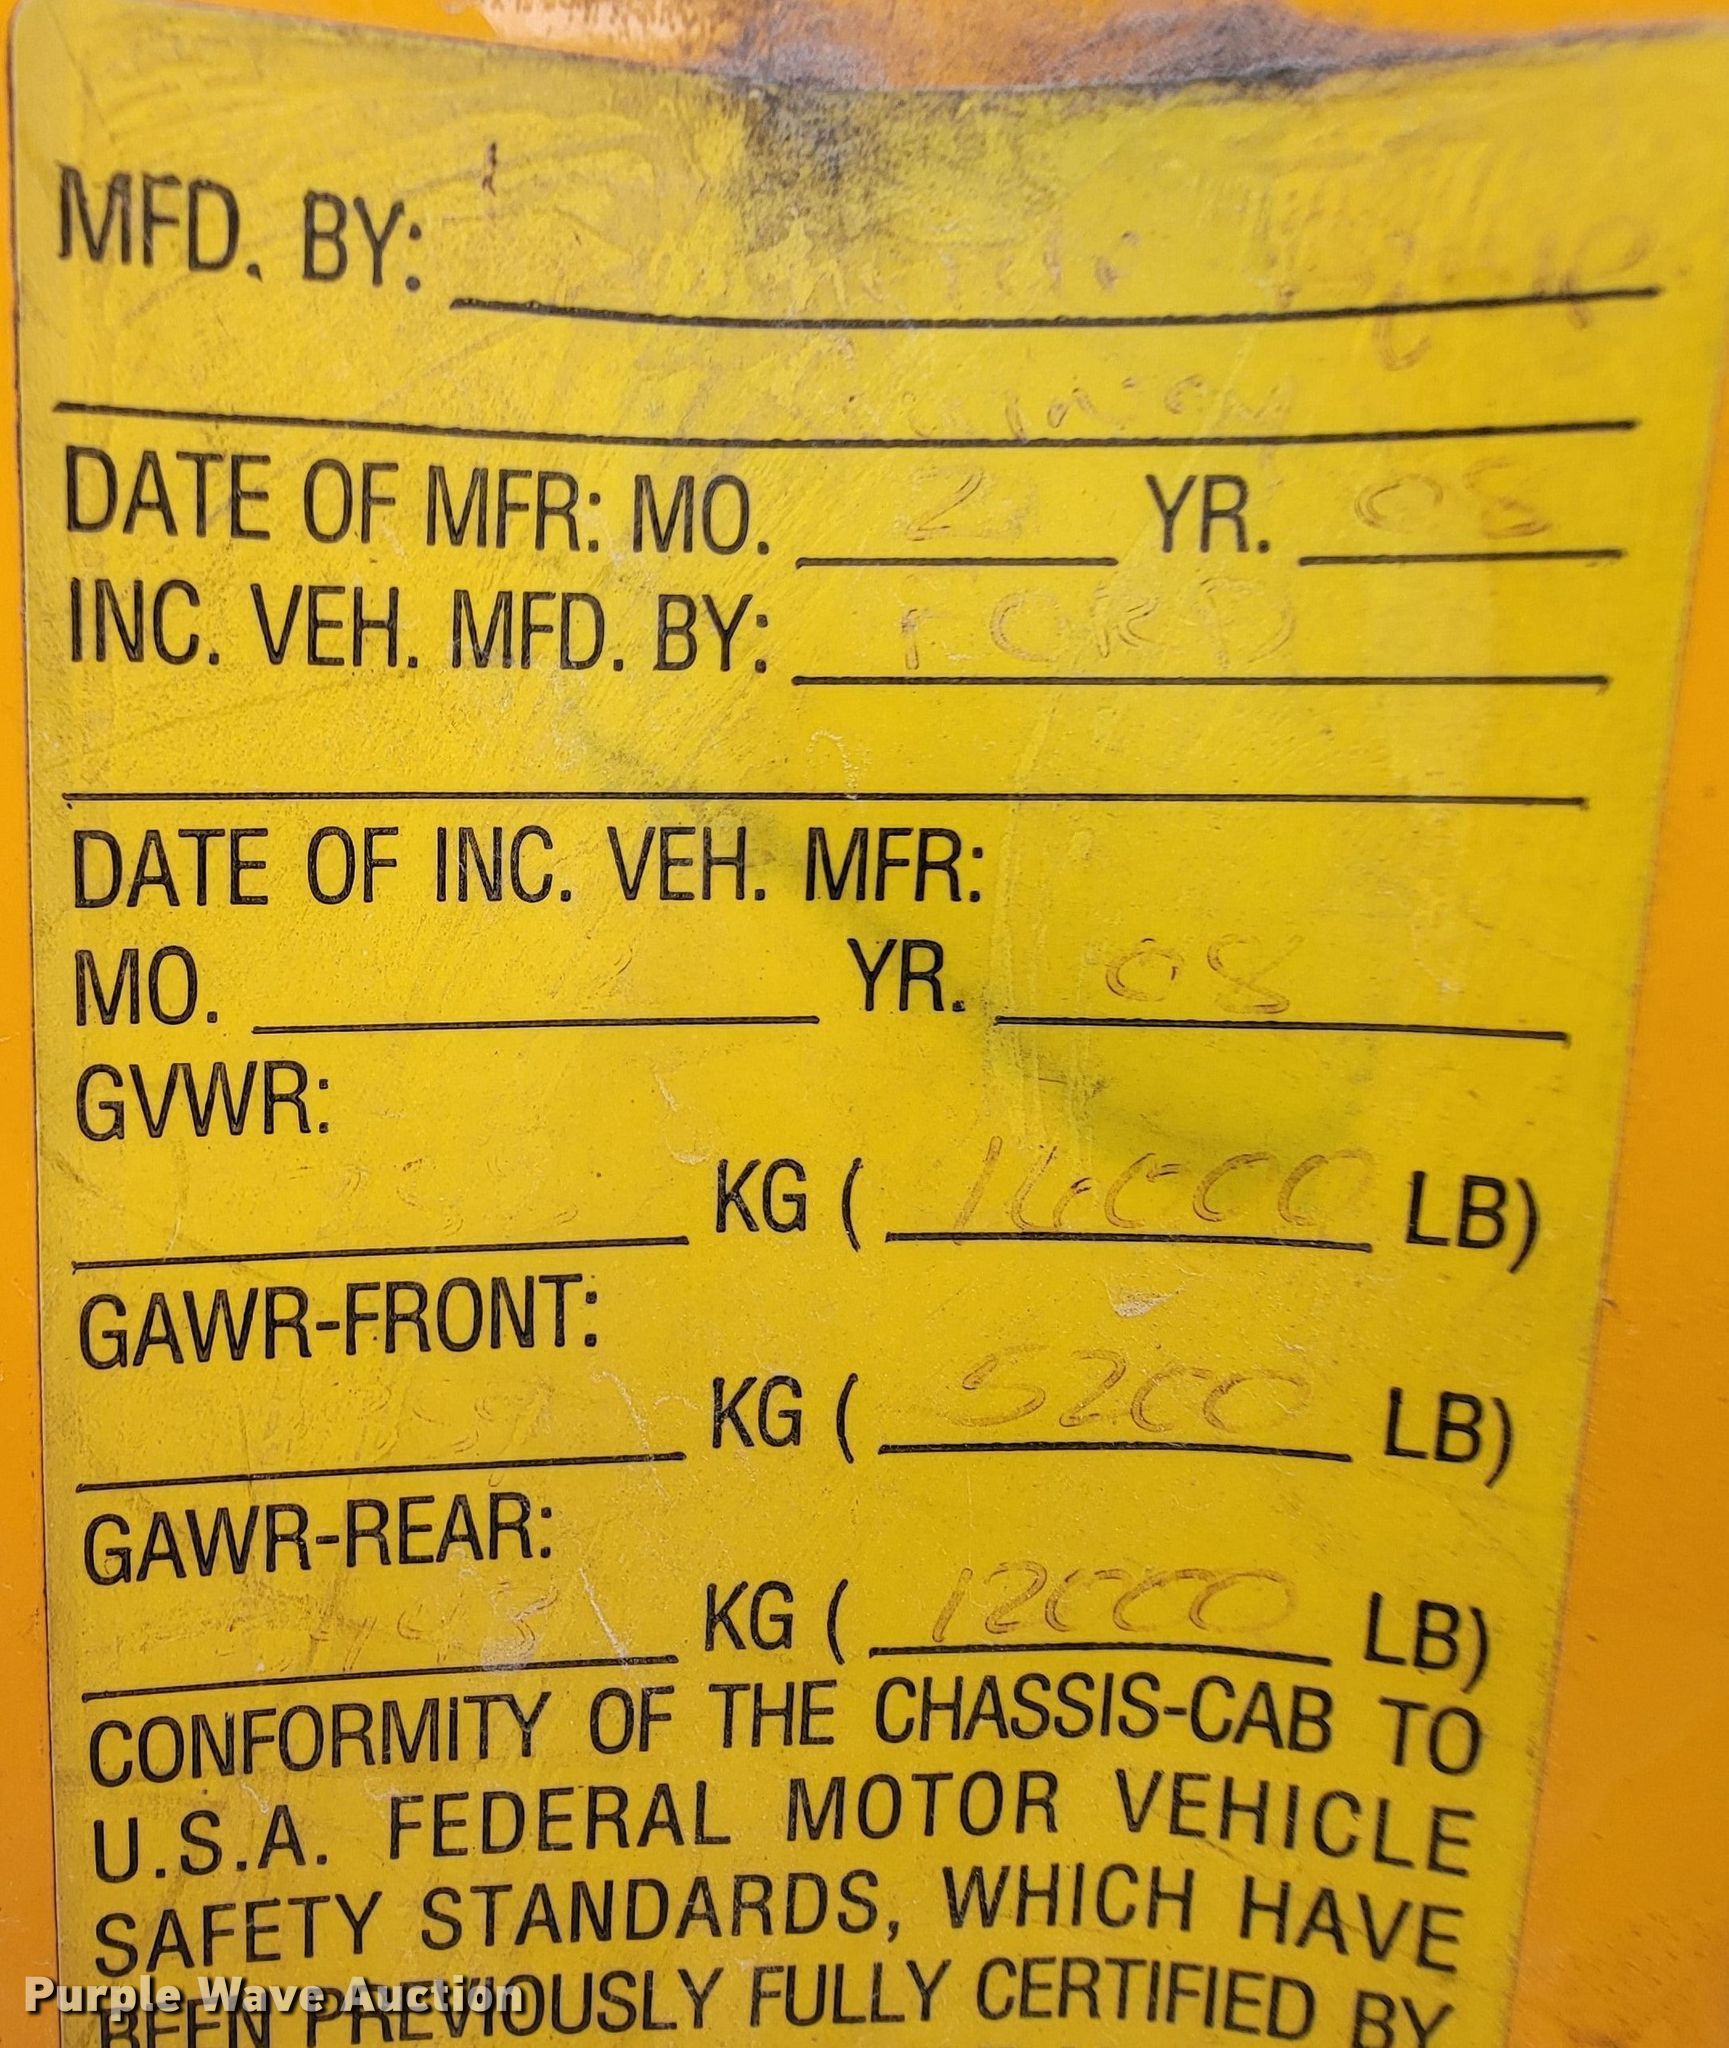 MFD. BY:
DATE OF MFR: MO. 2 YR. 08
INC. VEH. MFD. BY: FORD
DATE OF INC. VEH. MFR:
MO. YR. 08
GVWR:
KG ( 16000 LB)
GAWR-FRONT:
KG ( 5200 LB)
GAWR-REAR:
5443 KG ( 12000 LB)
CONFORMITY OF THE CHASSIS-CAB TO
U.S.A. FEDERAL MOTOR VEHICLE
SAFETY STANDARDS, WHICH HAVE
BEEN PREVIOUSLY FULLY CERTIFIED BY
Purple Wave Auction